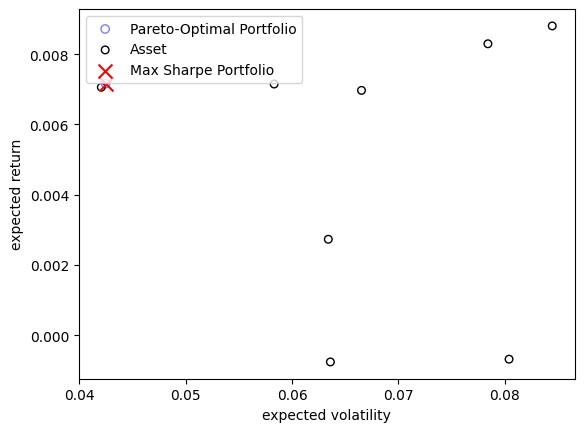 Pareto-Optimal Portfolio
Asset
Max Sharpe Portfolio
0.008
0.006
0.004
0.002
0.000
expected return
0.04 0.05 0.06 0.07 0.08
expected volatility